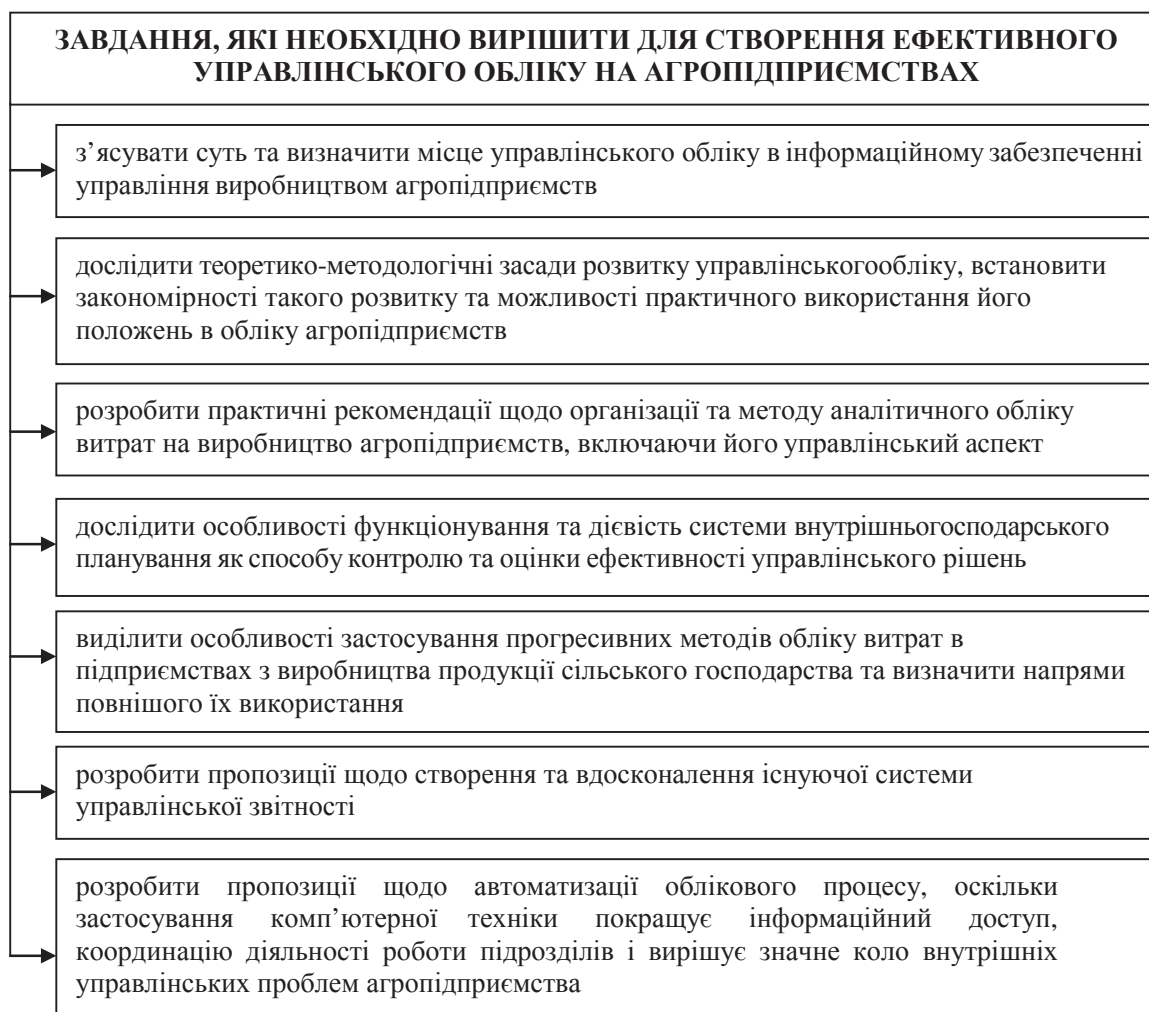 ЗАВДАННЯ, ЯКІ НЕОБХІДНО ВИРІШИТИ ДЛЯ СТВОРЕННЯ ЕФЕКТИВНОГО
УПРАВЛІНСЬКОГО ОБЛІКУ НА АГРОПІДПРИЄМСТВАХ
з’ясувати суть та визначити місце управлінського обліку в інформаційному забезпеченні
управління виробництвом агропідприємств
дослідити теоретико-методологічні засади розвитку управлінськогообліку, встановити
закономірності такого розвитку та можливості практичного використання його
положень в обліку агропідприємств
розробити практичні рекомендації щодо організації та методу аналітичного обліку
витрат на виробництво агропідприємств, включаючи його управлінський аспект
дослідити особливості функціонування та дієвість системи внутрішньогосподарського
планування як способу контролю та оцінки ефективності управлінського рішень
виділити особливості застосування прогресивних методів обліку витрат в
підприємствах з виробництва продукції сільського господарства та визначити напрями
повнішого їх використання
розробити пропозиції щодо створення та вдосконалення існуючої системи
управлінської звітності
розробити пропозиції щодо автоматизації облікового процесу, оскільки
застосування комп’ютерної техніки покращує інформаційний доступ,
координацію діяльності роботи підрозділів і вирішує значне коло внутрішніх
управлінських проблем агропідприємства